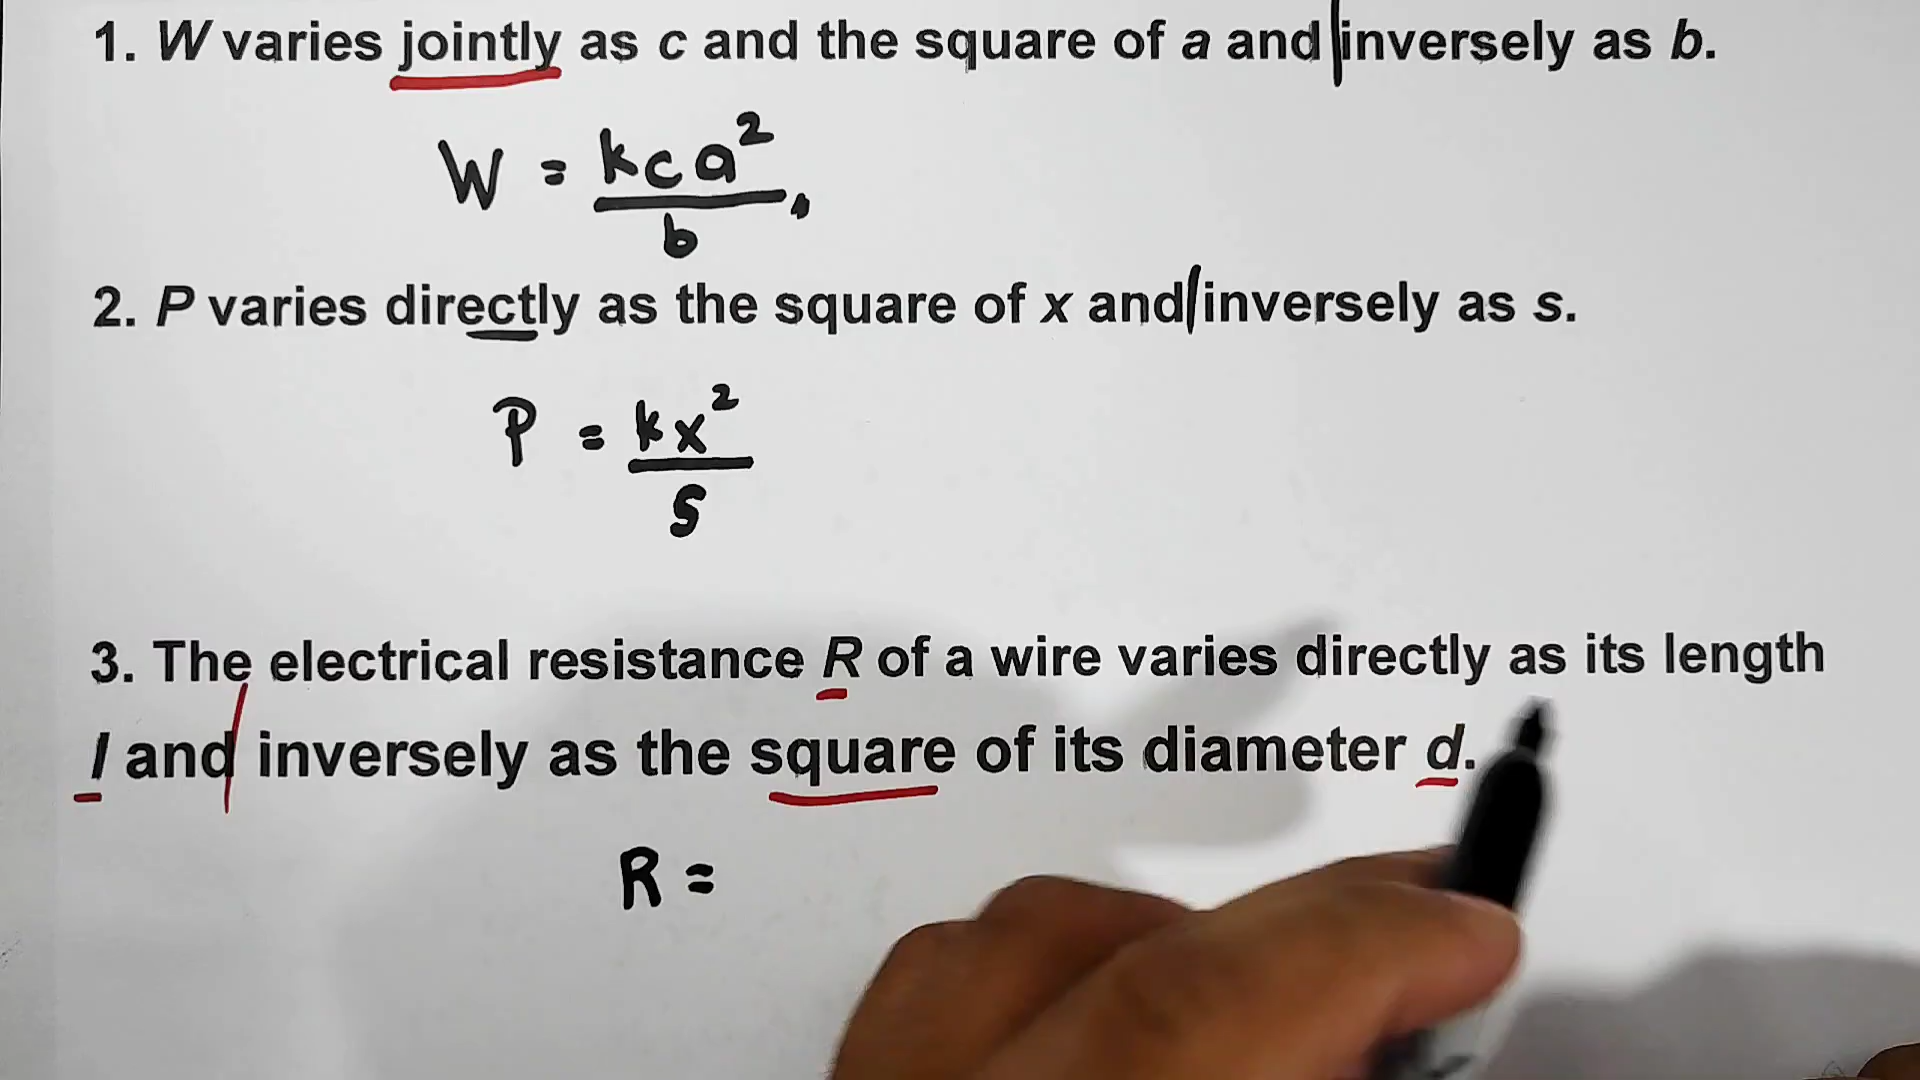 1. W varies jointly as c and the square of a and inversely as b.
W = kca²/b
2. P varies directly as the square of x and inversely as s.
P = kx²/s
3. The electrical resistance R of a wire varies directly as its length
l and inversely as the square of its diameter d.
R =